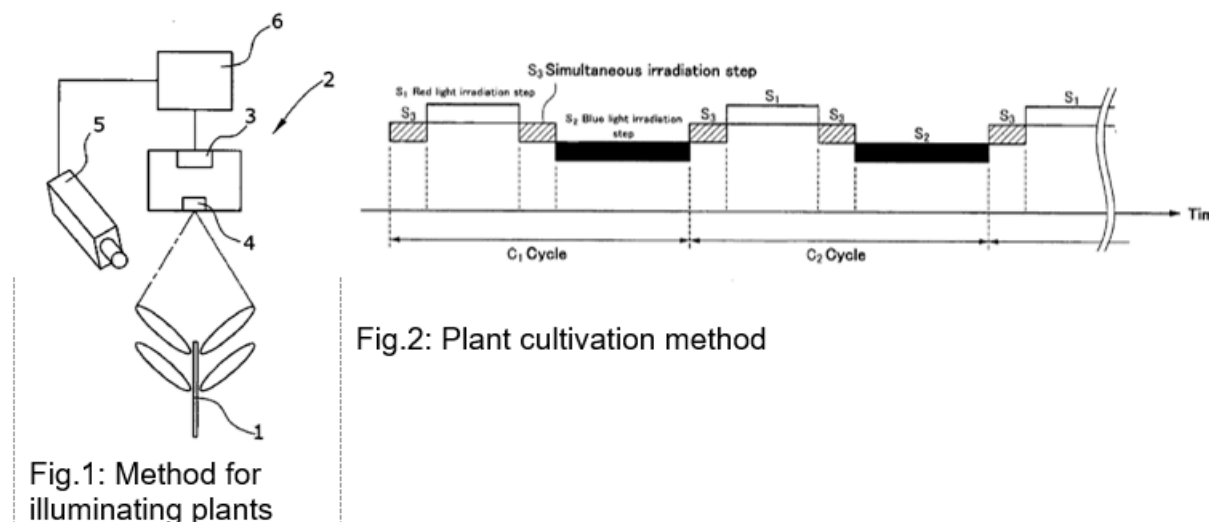 6
2
3
5
4
1
Fig.1: Method for
illuminating plants
S₃ Simultaneous irradiation step
S₁ Red light irradiation step
S₃
S₂ Blue light irradiation
step
S₃
S₁
S₃
S₂
S₃
S₁
Tim
C₁ Cycle
C₂ Cycle
Fig.2: Plant cultivation method